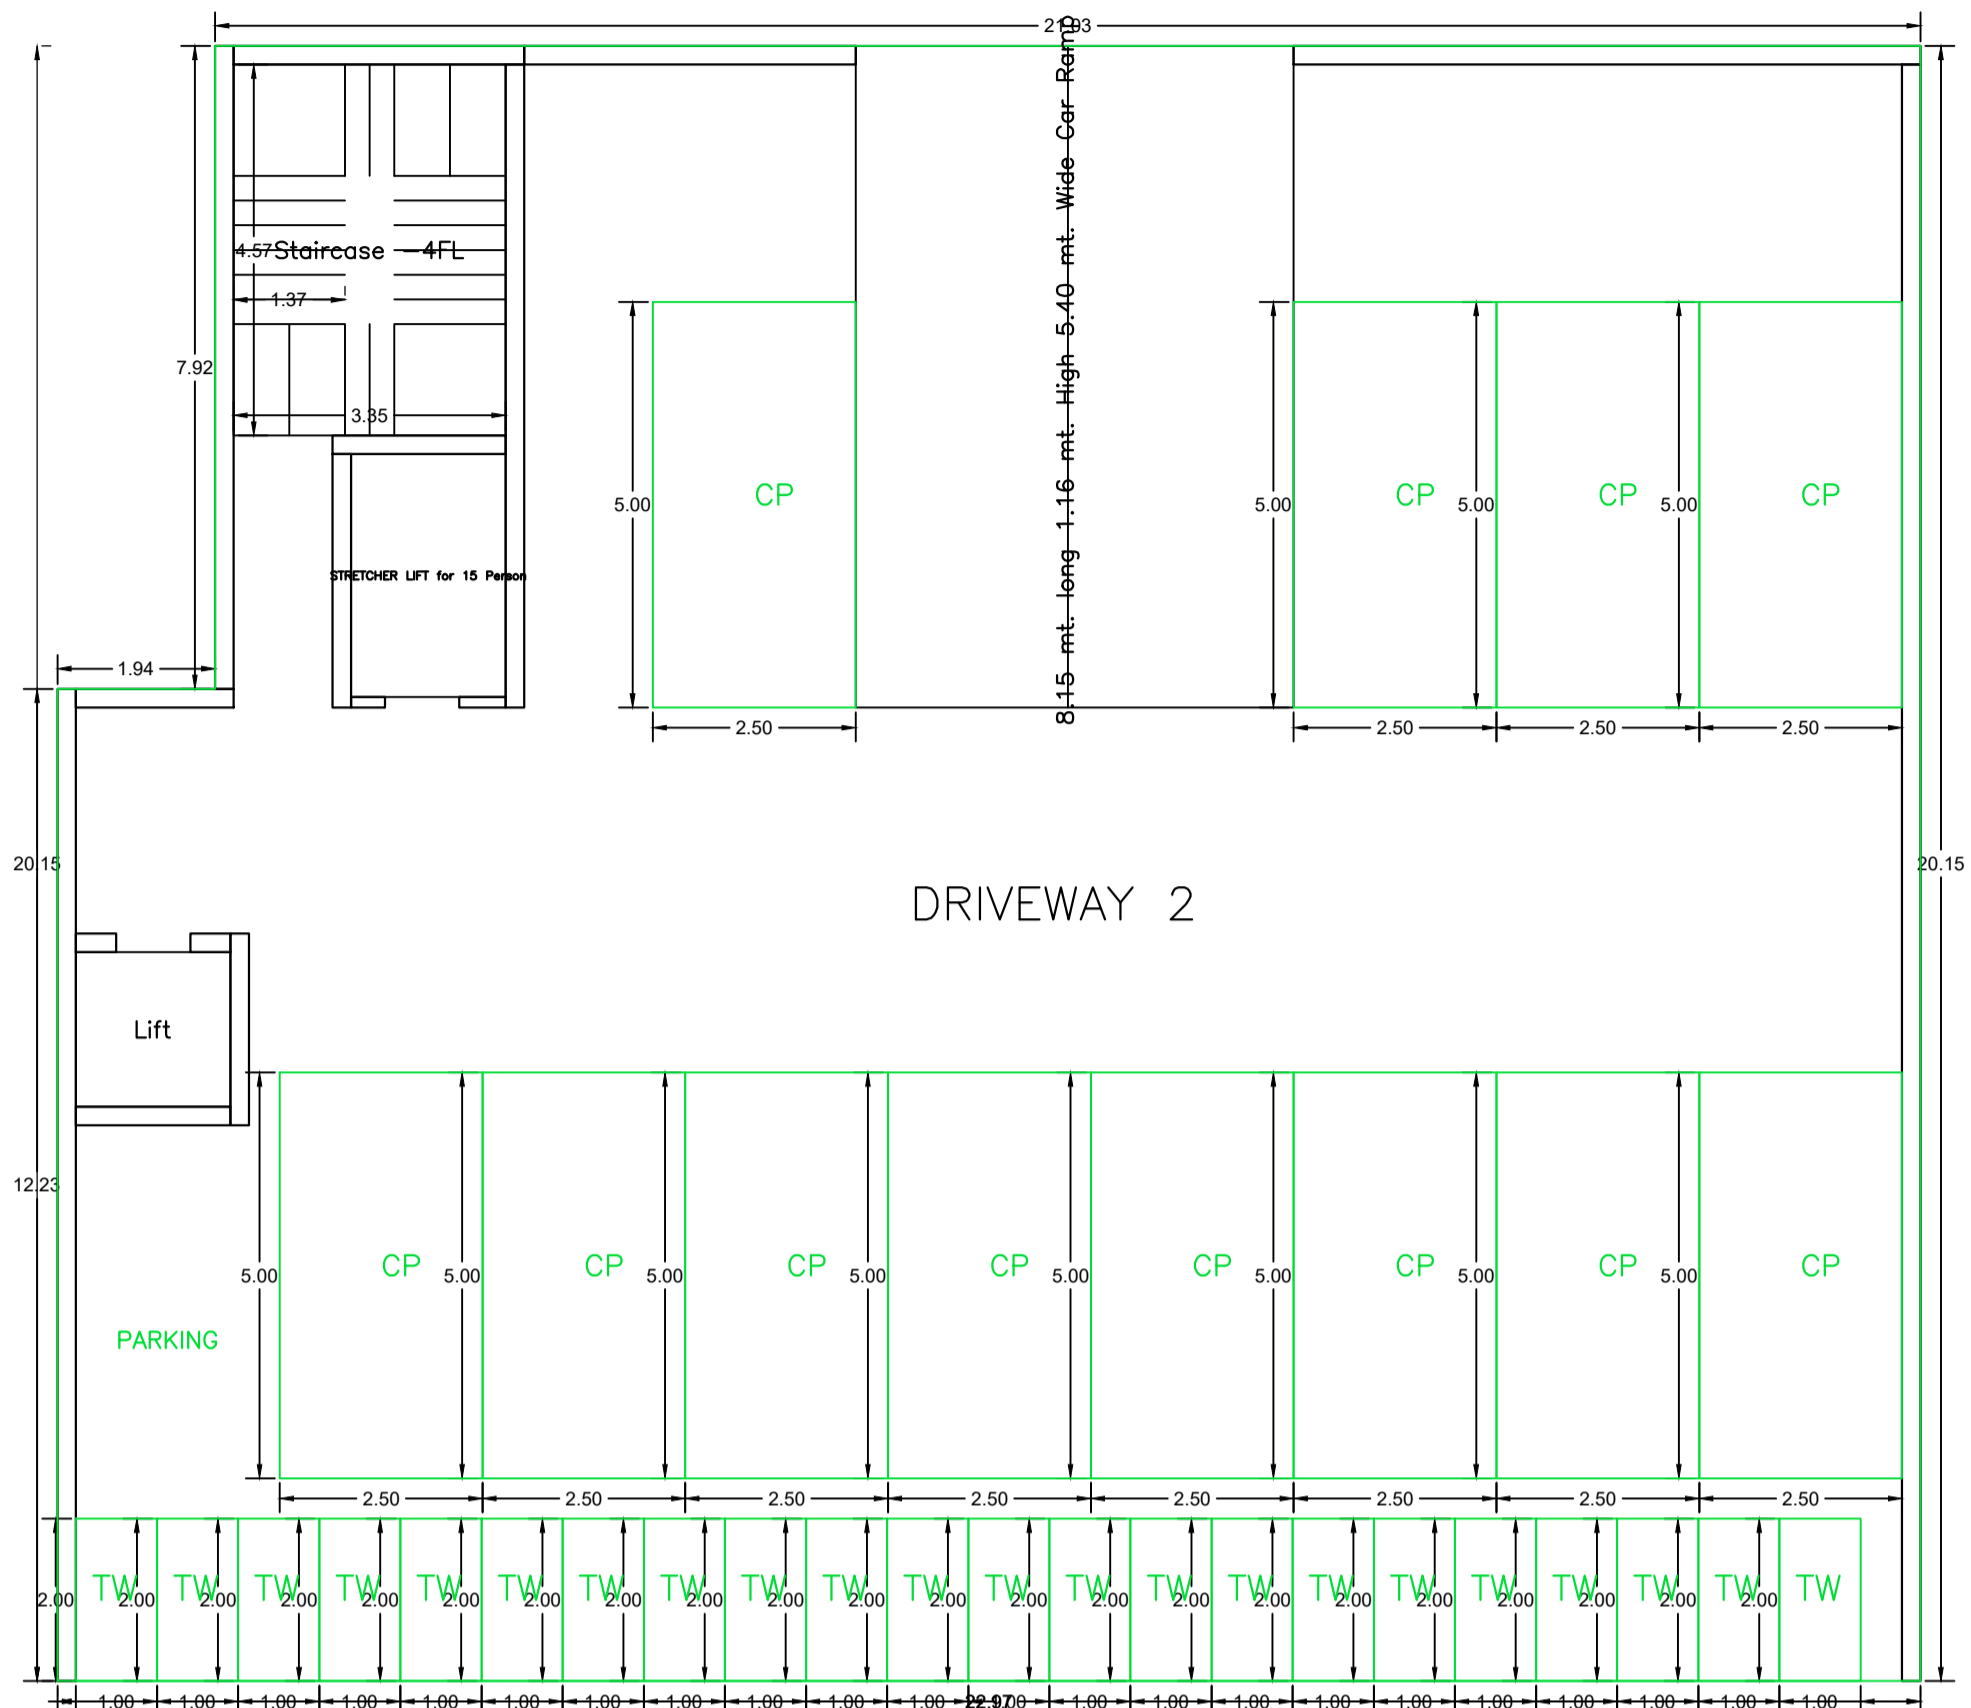 21.93
Staircase -4FL
4.57
1.37
7.92
3.35
8.15 mt. long 1.16 mt. High 5.40 mt. Wide Car Ramp
CP CP CP CP
5.00 5.00 5.00 5.00
STRETCHER LIFT for 15 Person
1.94
2.50 2.50 2.50 2.50
20.15 20.15
DRIVEWAY 2
Lift
12.23
CP CP CP CP CP CP CP CP
5.00 5.00 5.00 5.00 5.00 5.00 5.00 5.00
PARKING
2.50 2.50 2.50 2.50 2.50 2.50 2.50 2.50
TW TW TW TW TW TW TW TW TW TW TW TW TW TW TW TW TW TW TW TW TW TW
2.00 2.00 2.00 2.00 2.00 2.00 2.00 2.00 2.00 2.00 2.00 2.00 2.00 2.00 2.00 2.00 2.00 2.00 2.00 2.00 2.00 2.00
1.00 1.00 1.00 1.00 1.00 1.00 1.00 1.00 1.00 1.00 1.00 1.00 1.00 1.00 1.00 1.00 1.00 1.00 1.00 1.00 1.00 1.00
22.97